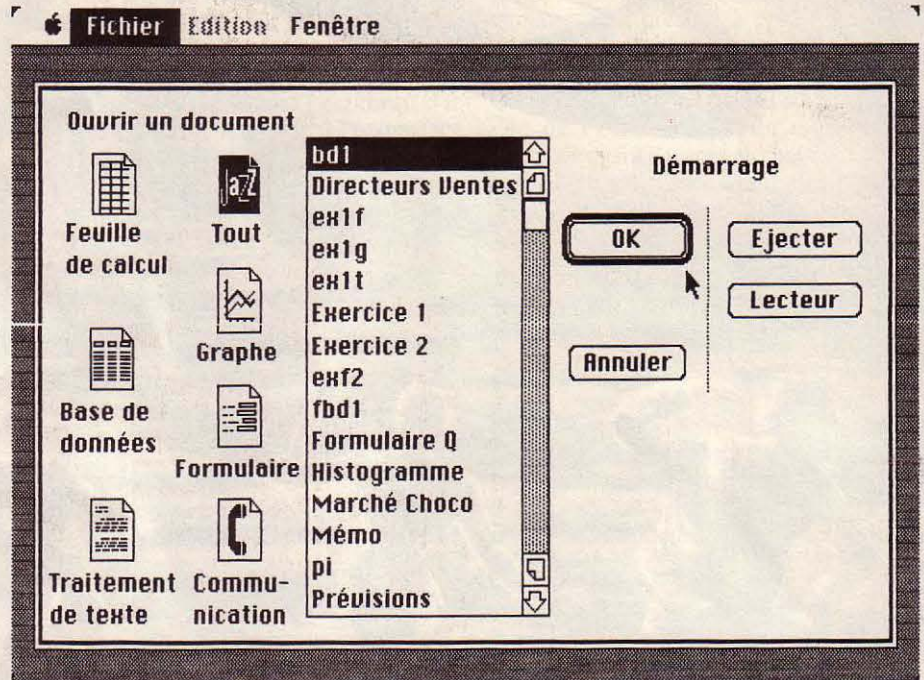 Fichier Edition Fenêtre
Ouvrir un document
Feuille
de calcul
Tout
Graphe
Base de
données
Formulaire
Traitement
de texte
Commu-
nication
bd1
Directeurs Ventes
ex1f
ex1g
ex1t
Exercice 1
Exercice 2
exf2
fbd1
Formulaire Q
Histogramme
Marché Choco
Mémo
pi
Prévisions
Démarrage
OK
Ejecter
Lecteur
Annuler